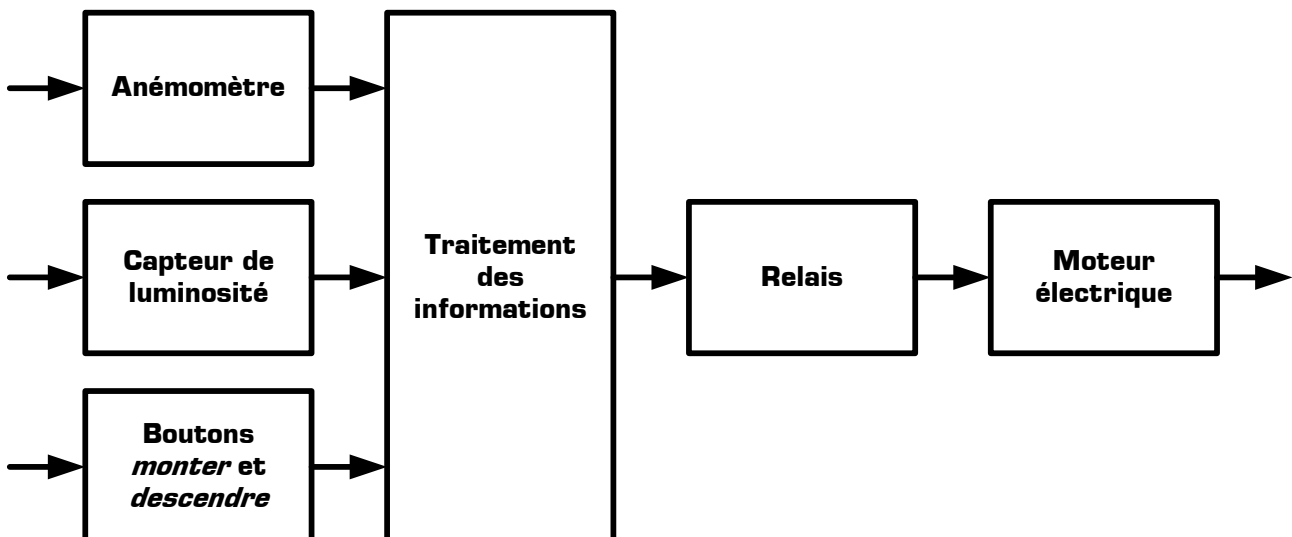 Anémomètre
Capteur de
luminosité
Boutons
monter et
descendre
Traitement
des
informations
Relais
Moteur
électrique